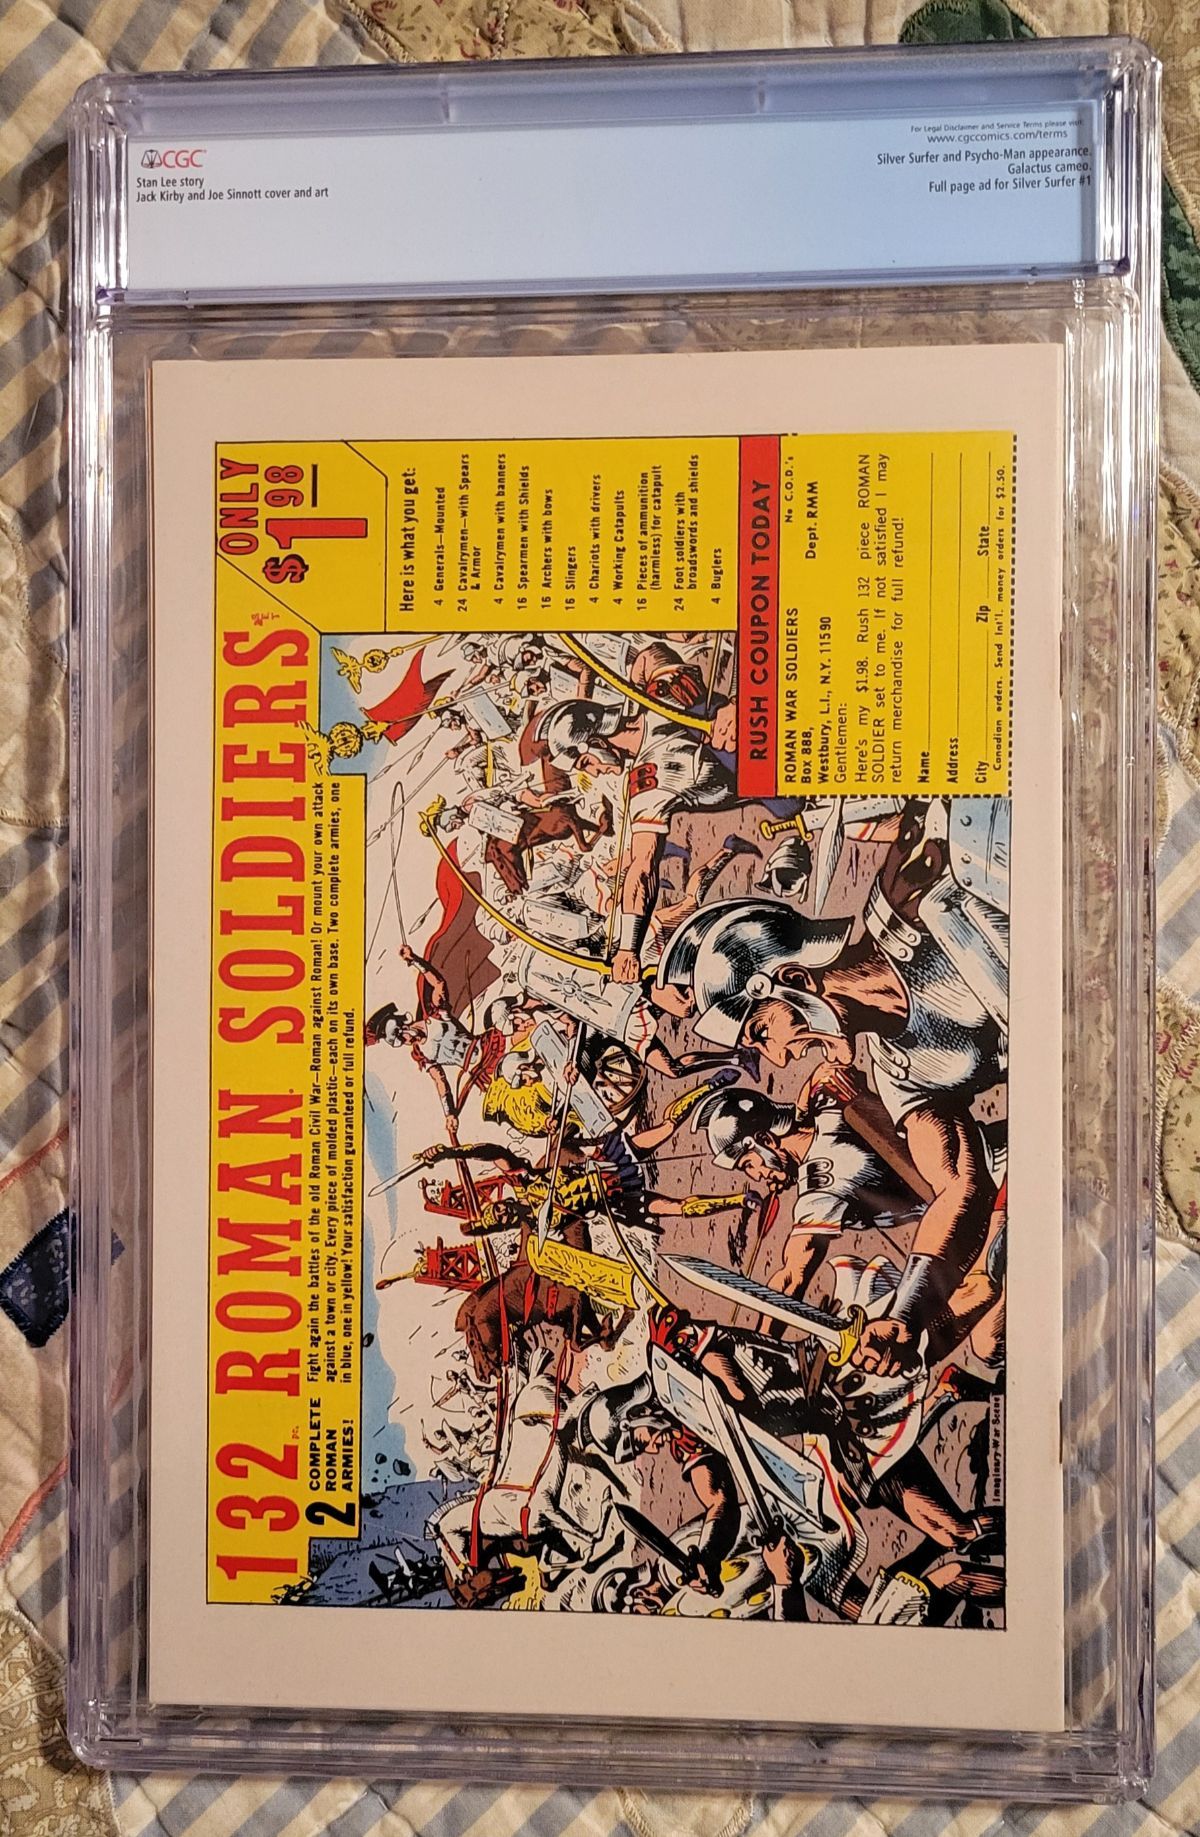 CGC
Stan Lee story
Jack Kirby and Joe Sinnott cover and art
For Legal Disclaimer and Service Terms please visit:
www.cgccomics.com/terms
Silver Surfer and Psycho-Man appearance.
Galactus cameo.
Full page ad for Silver Surfer #1
132 PC. ROMAN SOLDIERS
ONLY
$1.98
2 COMPLETE
ROMAN
ARMIES!
Fight again the battles of the old Roman Civil War—Roman against Roman! Or mount your own attack
against a town or city. Every piece of molded plastic—each on its own base. Two complete armies, one
in blue, one in yellow! Your satisfaction guaranteed or full refund.
Here is what you get:
4 Generals—Mounted
24 Cavalrymen—with Spears
& Armor
4 Cavalrymen with banners
16 Spearmen with Shields
16 Archers with bows
16 Slingers
4 Chariots with drivers
4 Working Catapults
16 Pieces of ammunition
(harmless) for catapult
24 Foot soldiers with
broadswords and shields
4 Buglers
RUSH COUPON TODAY
ROMAN WAR SOLDIERS No C.O.D.'s
Box 888, Dept. RMM
Westbury, L.I., N.Y. 11590
Gentlemen:
Here's my $1.98. Rush 132 piece ROMAN
SOLDIER set to me. If not satisfied I may
return merchandise for full refund!
Name
Address
City Zip State
Canadian orders. Send Int'l. money orders for $2.50.
Imaginary War Scene